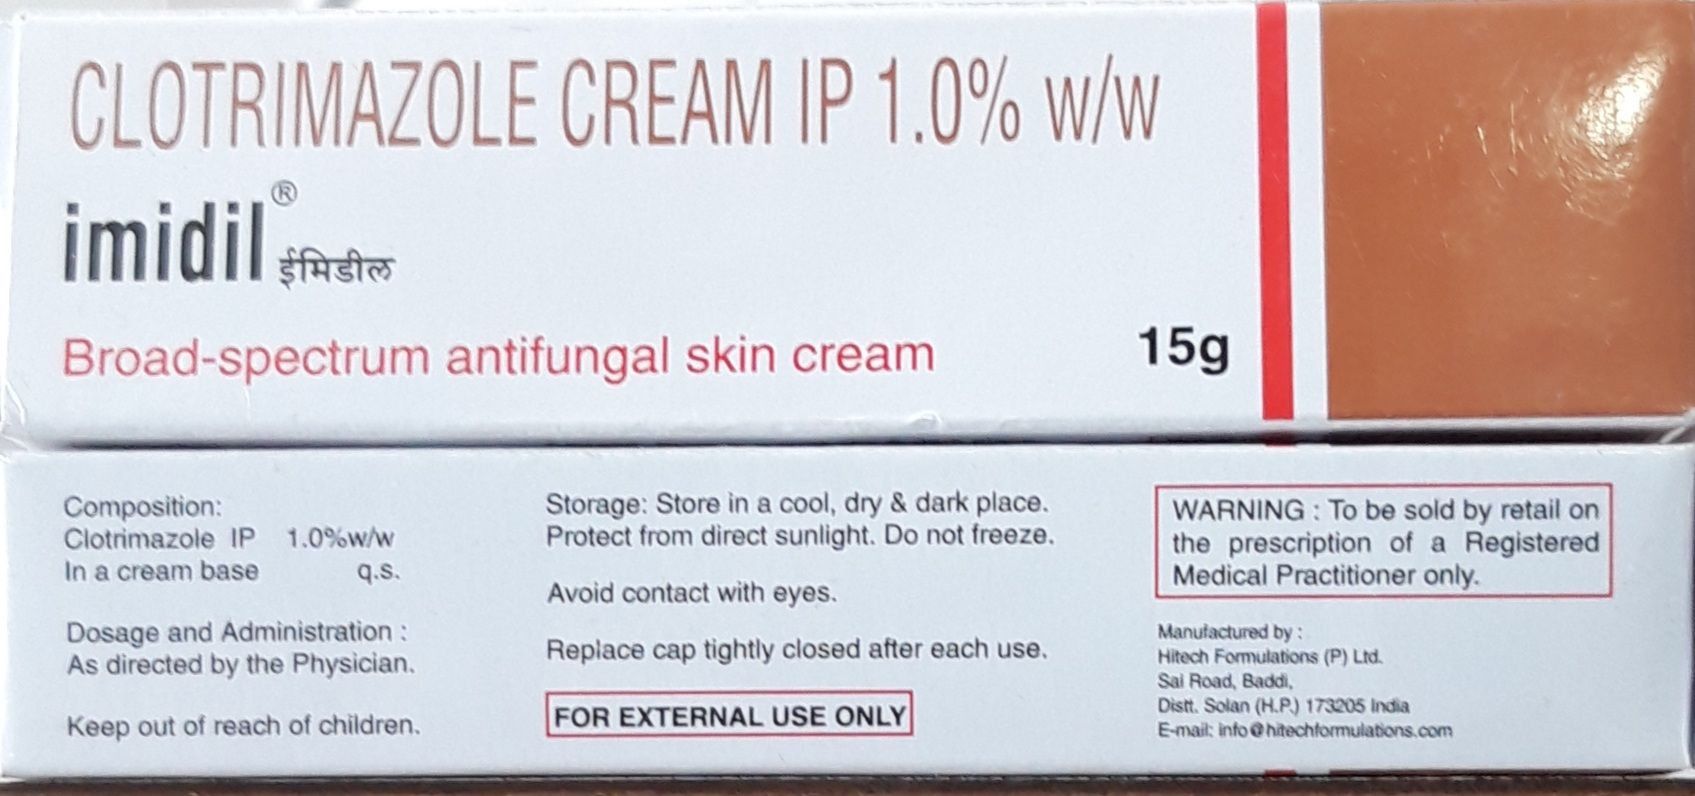 CLOTRIMAZOLE CREAM IP 1.0% w/w
imidil® ईमिडील
Broad-spectrum antifungal skin cream
15g
Composition:
Clotrimazole IP 1.0%w/w
In a cream base q.s.
Dosage and Administration :
As directed by the Physician.
Keep out of reach of children.
Storage: Store in a cool, dry & dark place.
Protect from direct sunlight. Do not freeze.
Avoid contact with eyes.
Replace cap tightly closed after each use.
FOR EXTERNAL USE ONLY
WARNING : To be sold by retail on
the prescription of a Registered
Medical Practitioner only.
Manufactured by :
Hitech Formulations (P) Ltd.
Sai Road, Baddi,
Distt. Solan (H.P.) 173205 India
E-mail: info@hitechformulations.com